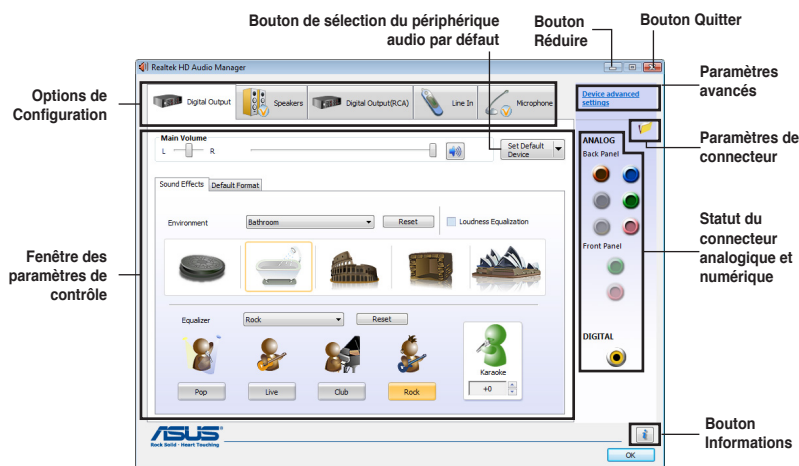 Bouton de sélection du périphérique
audio par défaut
Bouton
Réduire
Bouton Quitter
Realtek HD Audio Manager
Options de
Configuration
Digital Output
Speakers
Digital Output(RCA)
Line In
Microphone
Device advanced
settings
Paramètres
avancés
Main Volume
L
R
Set Default
Device
ANALOG
Back Panel
Paramètres de
connecteur
Sound Effects
Default Format
Environment
Bathroom
Reset
Loudness Equalization
Statut du
connecteur
analogique et
numérique
Front Panel
Fenêtre des
paramètres de
contrôle
Equalizer
Rock
Reset
Karaoke
+0
Pop
Live
Club
Rock
DIGITAL
ASUS
Rock Solid · Heart Touching
i
Bouton
Informations
OK